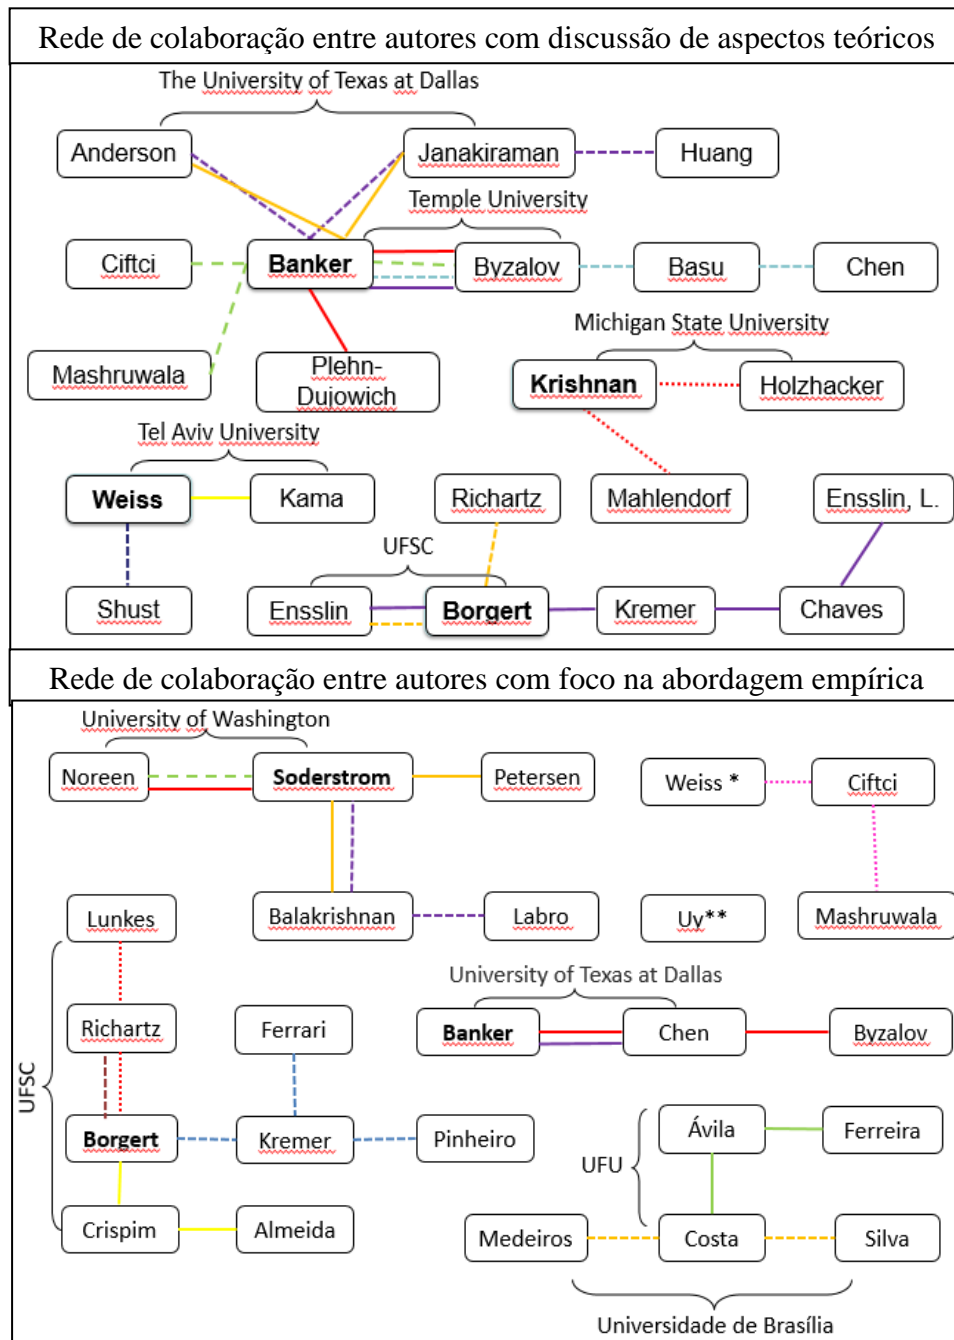 Rede de colaboração entre autores com discussão de aspectos teóricos
The University of Texas at Dallas
Anderson
Janakiraman
Huang
Temple University
Ciftci
Banker
Byzalov
Basu
Chen
Michigan State University
Mashruwala
Plehn-
Dujowich
Krishnan
Holzhacker
Tel Aviv University
Weiss
Kama
Richartz
Mahlendorf
Ensslin, L.
UFSC
Shust
Ensslin
Borgert
Kremer
Chaves
Rede de colaboração entre autores com foco na abordagem empírica
University of Washington
Noreen
Soderstrom
Petersen
Weiss *
Ciftci
Lunkes
Balakrishnan
Labro
Uy**
Mashruwala
University of Texas at Dallas
Richartz
Ferrari
Banker
Chen
Byzalov
UFSC
Borgert
Kremer
Pinheiro
Ávila
Ferreira
UFU
Crispim
Almeida
Medeiros
Costa
Silva
Universidade de Brasília